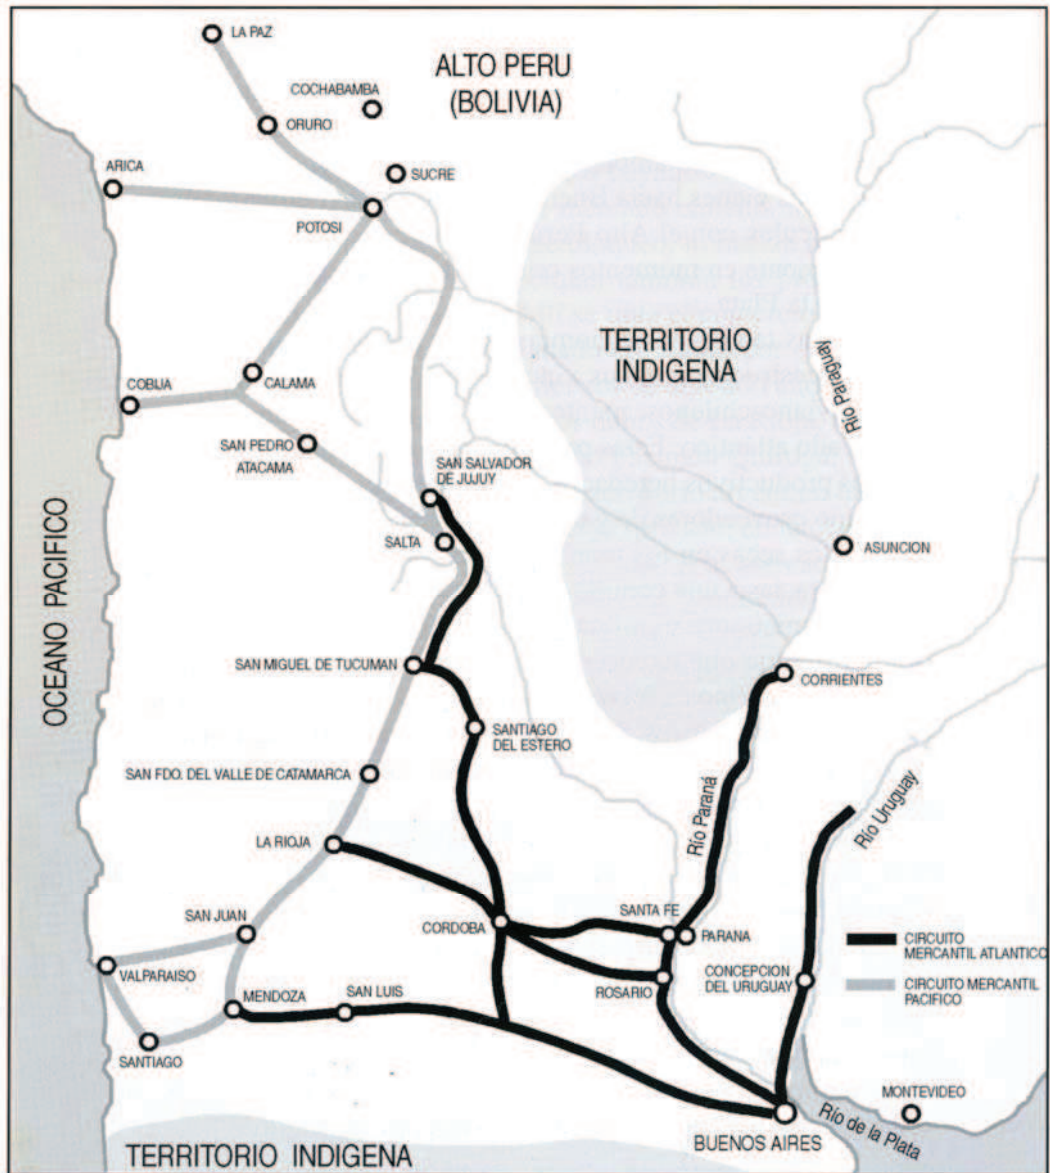 LA PAZ
ALTO PERU
(BOLIVIA)
COCHABAMBA
ORURO
ARICA
SUCRE
POTOSI
TERRITORIO
INDIGENA
Río Paraguay
COBIJA
CALAMA
SAN PEDRO
ATACAMA
SAN SALVADOR
DE JUJUY
OCEANO PACIFICO
SALTA
ASUNCION
SAN MIGUEL DE TUCUMAN
CORRIENTES
SANTIAGO
DEL ESTERO
SAN FDO. DEL VALLE DE CATAMARCA
Río Paraná
Río Uruguay
LA RIOJA
SAN JUAN
CORDOBA
SANTA FE
PARANA
CIRCUITO
MERCANTIL ATLANTICO
VALPARAISO
CONCEPCION
DEL URUGUAY
ROSARIO
CIRCUITO MERCANTIL
PACIFICO
MENDOZA
SAN LUIS
SANTIAGO
MONTEVIDEO
Río de la Plata
BUENOS AIRES
TERRITORIO INDIGENA